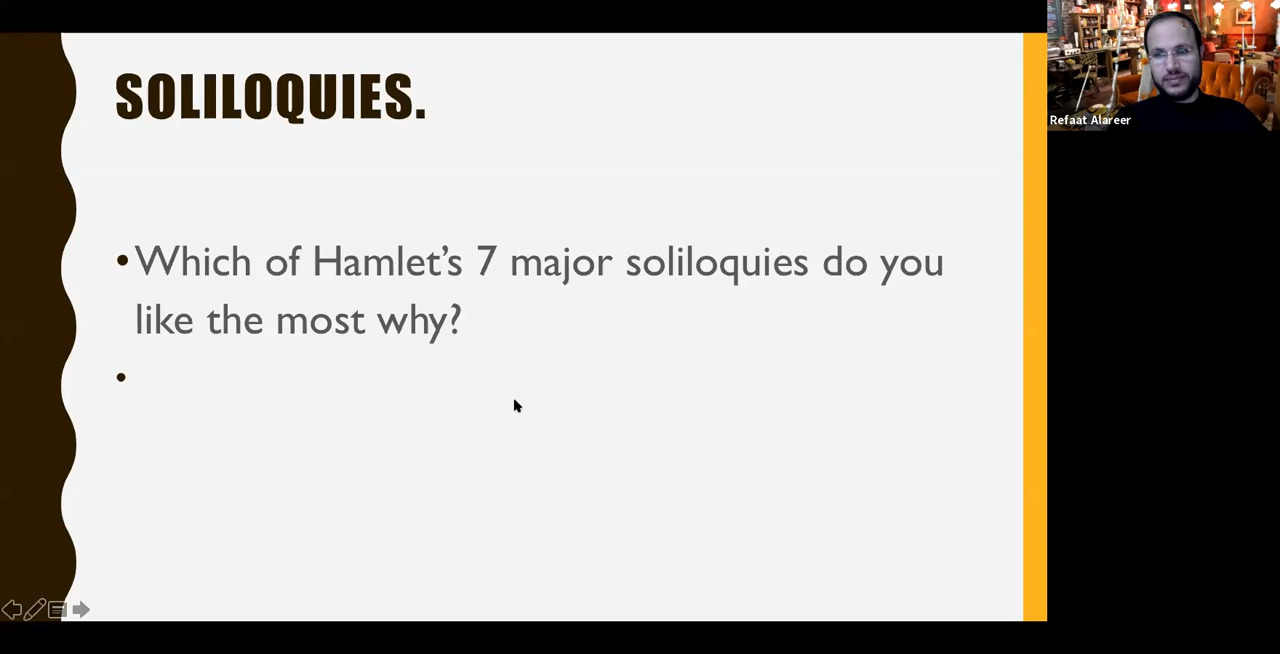 SOLILOQUIES.
•Which of Hamlet’s 7 major soliloquies do you
like the most why?
•
Refaat Alareer